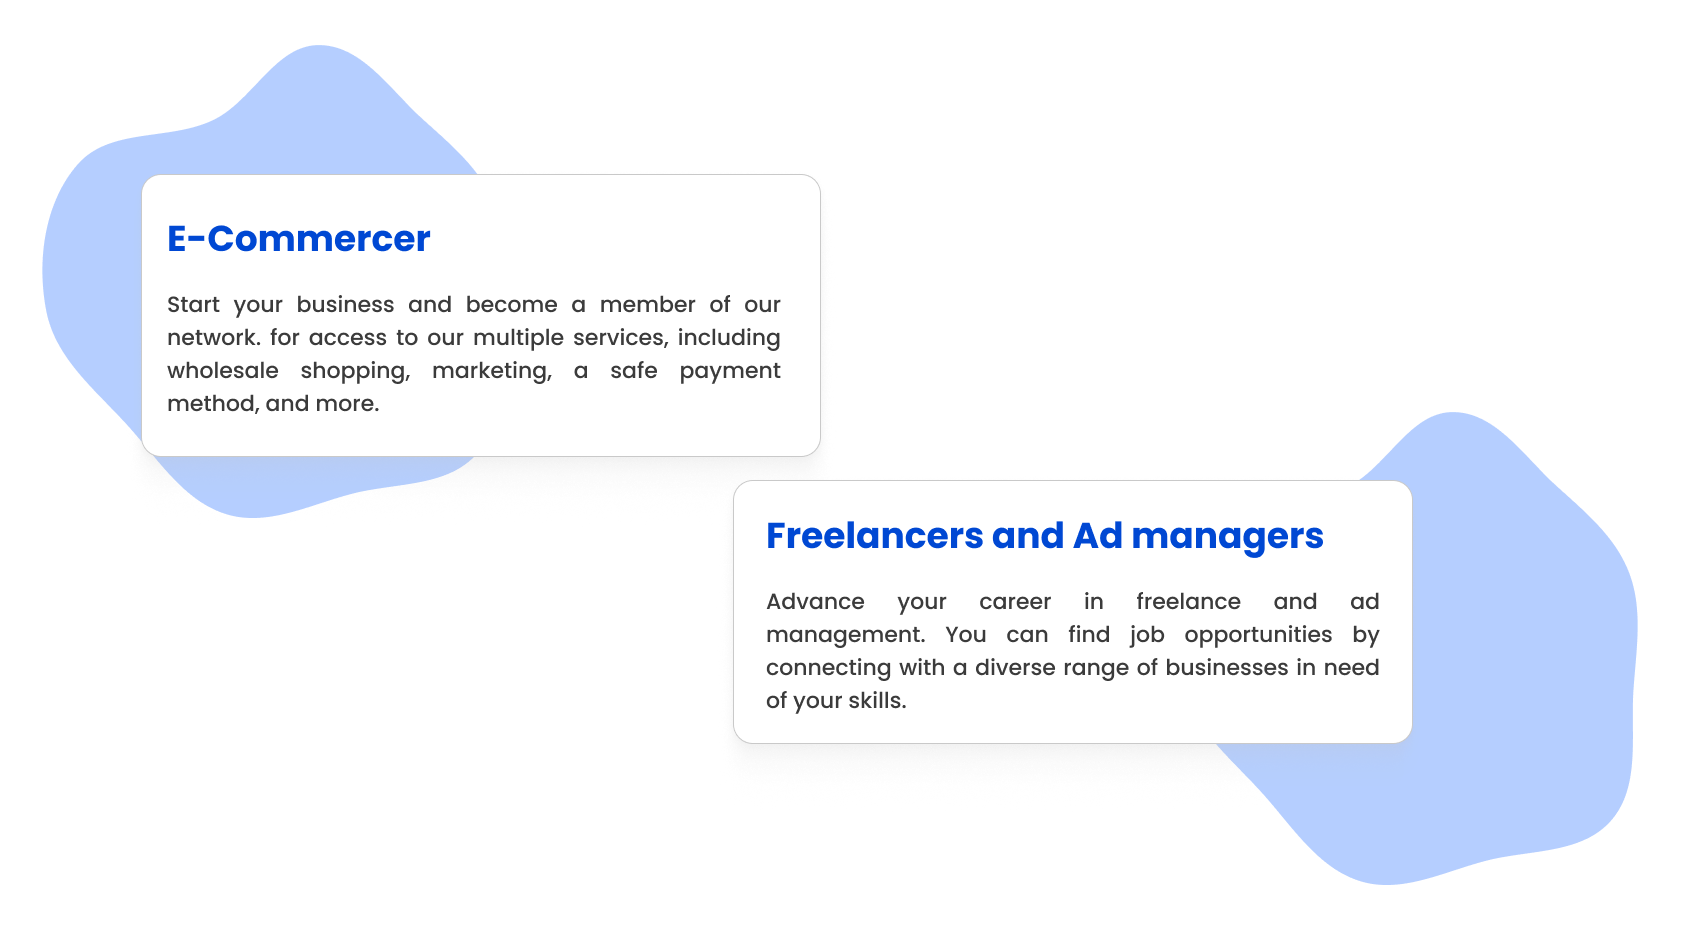 E-Commercer
Start your business and become a member of our
network. for access to our multiple services, including
wholesale shopping, marketing, a safe payment
method, and more.
Freelancers and Ad managers
Advance your career in freelance and ad
management. You can find job opportunities by
connecting with a diverse range of businesses in need
of your skills.